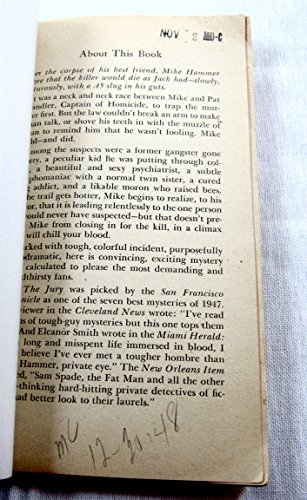 NOV 2
About This Book
er the corpse of his best friend, Mike Hammer
ore that the killer would die as Jack had—slowly,
turously, with a .45 slug in his guts.
t was a neck and neck race between Mike and Pat
andler, Captain of Homicide, to trap the mur-
er first. But the law couldn't break an arm to make
an talk, or shove his teeth in with the muzzle of
n to remind him that he wasn't fooling. Mike
ld—and did.
mong the suspects were a former gangster gone
ety, a peculiar kid he was putting through col-
, a beautiful and sexy psychiatrist, a subtle
phomaniac with a normal twin sister, a cured
addict, and a likable moron who raised bees.
he trail gets hotter, Mike begins to realize, to his
, that it is leading relentlessly to the one person
ould never have suspected—but that doesn't pre-
Mike from closing in for the kill, in a climax
will chill your blood.
cked with tough, colorful incident, purposefully
dramatic, here is convincing, exciting mystery
calculated to please the most demanding and
dthirsty fans.
The Jury was picked by the San Francisco
nicle as one of the seven best mysteries of 1947.
viewer in the Cleveland News wrote: "I've read
s of tough-guy mysteries but this one tops them
And Eleanor Smith wrote in the Miami Herald:
long and misspent life immersed in blood, I
believe I've ever met a tougher hombre than
Hammer, private eye." The New Orleans Item
ed, "Sam Spade, the Fat Man and all the other
-thinking hard-hitting private detectives of fic-
ad better look to their laurels."
12-30-48